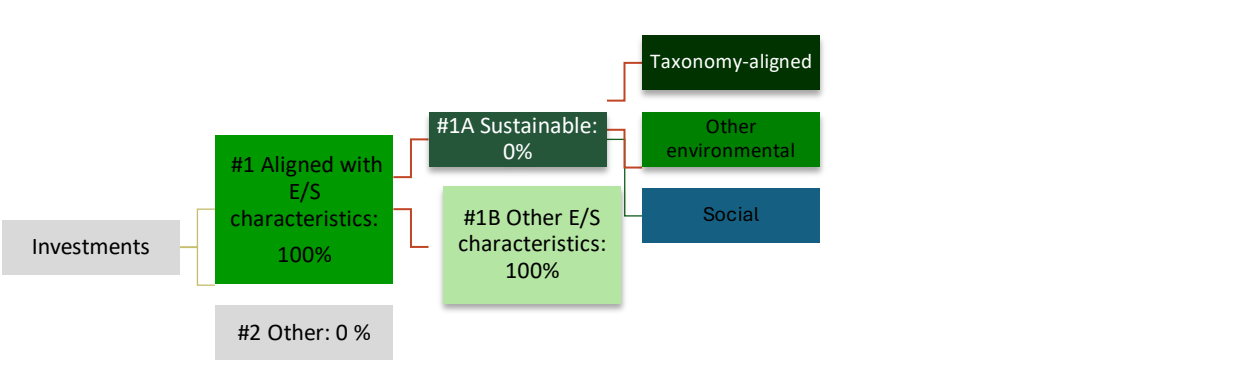 Investments
#1 Aligned with
E/S
characteristics:
100%
#2 Other: 0 %
#1A Sustainable:
0%
#1B Other E/S
characteristics:
100%
Taxonomy-aligned
Other
environmental
Social